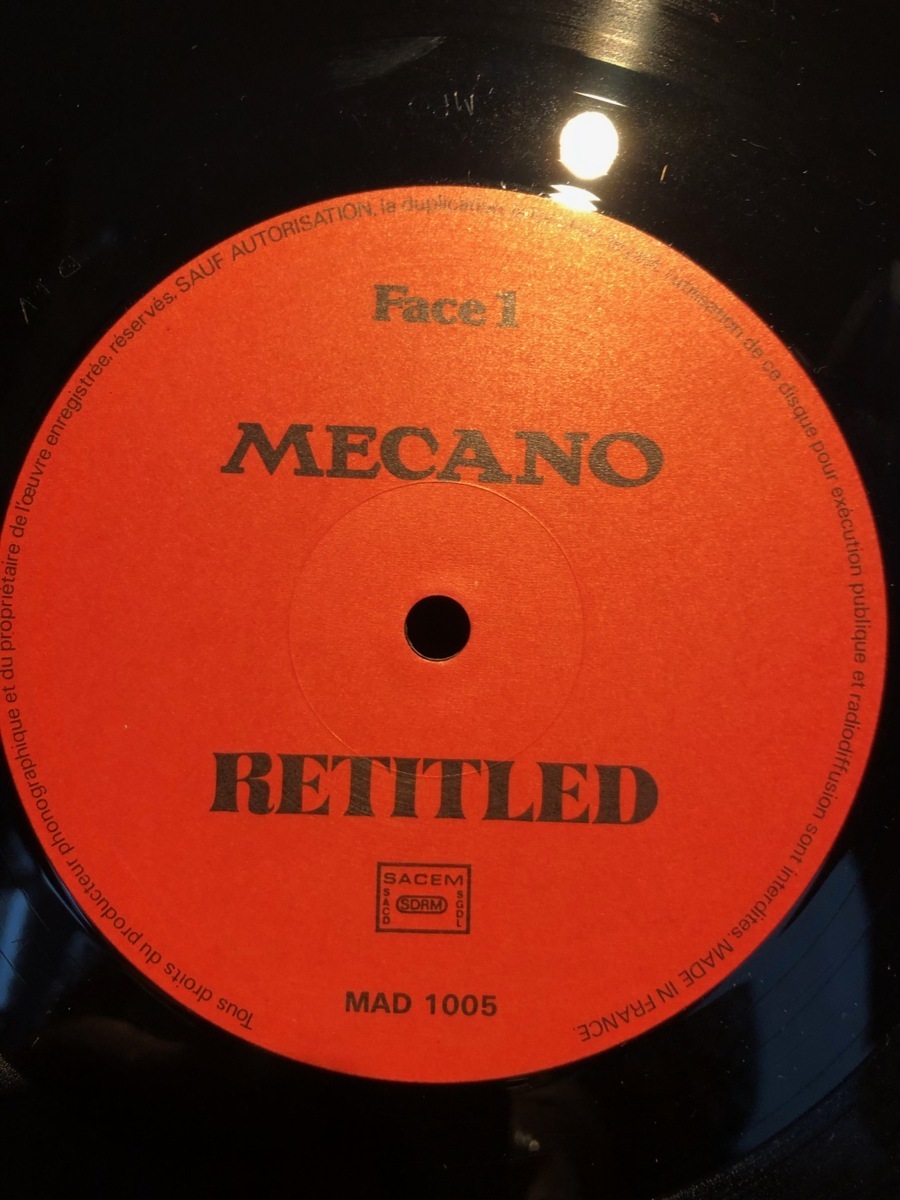 Face 1
MECANO
RETITLED
SACEM
SACD
SDRM
SGDL
MAD 1005
Tous droits du producteur phonographique et du propriétaire de l'œuvre enregistrée, réservés. SAUF AUTORISATION, la duplication l'utilisation de ce disque pour exécution publique et radiodiffusion sont interdites. MADE IN FRANCE.